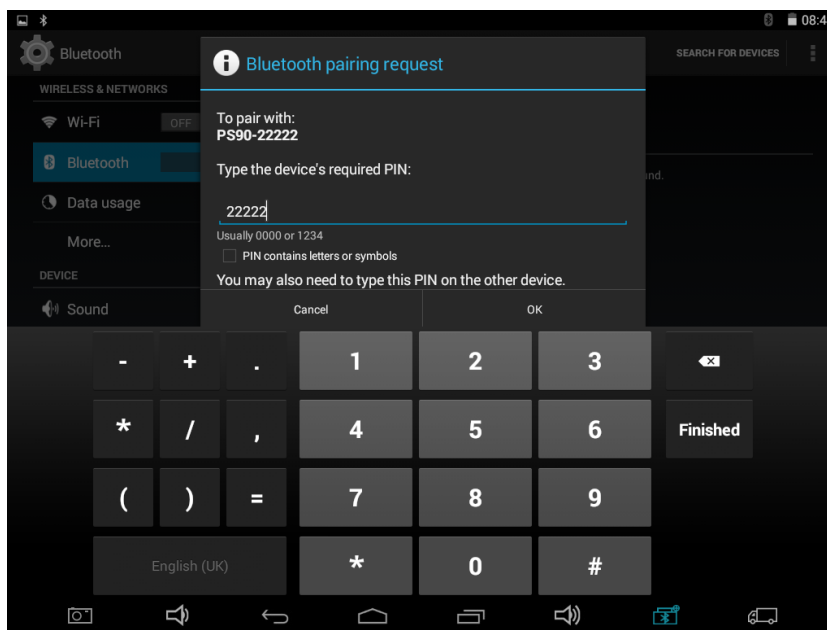 08:4
Bluetooth
SEARCH FOR DEVICES
WIRELESS & NETWORKS
Wi-Fi
OFF
Bluetooth
Data usage
More...
DEVICE
Sound
Bluetooth pairing request
To pair with:
PS90-22222
Type the device's required PIN:
22222
Usually 0000 or 1234
PIN contains letters or symbols
You may also need to type this PIN on the other device.
Cancel
OK
und.
- + . 1 2 3
* / , 4 5 6 Finished
( ) = 7 8 9
English (UK) * 0 #